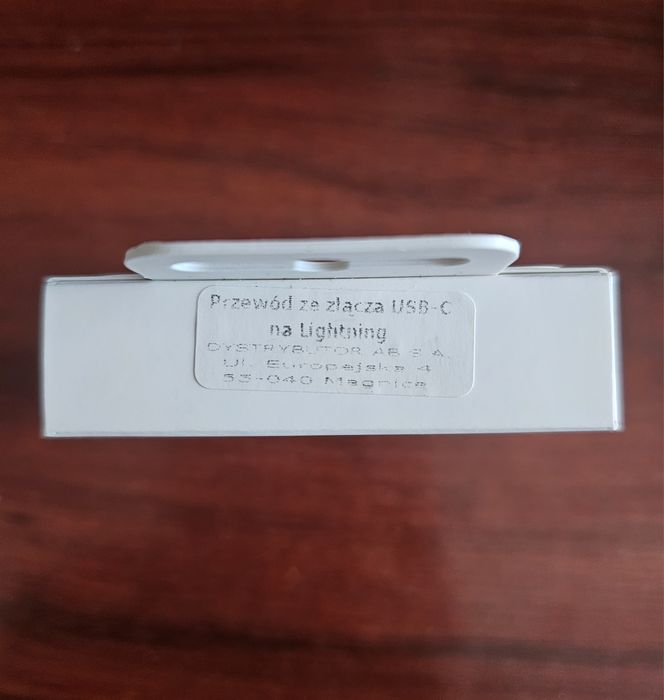 Przewód ze złącza USB-C
na Lightning
DYSTRYBUTOR AB S.A.
Ul. Europejska 4
55-040 Magnice